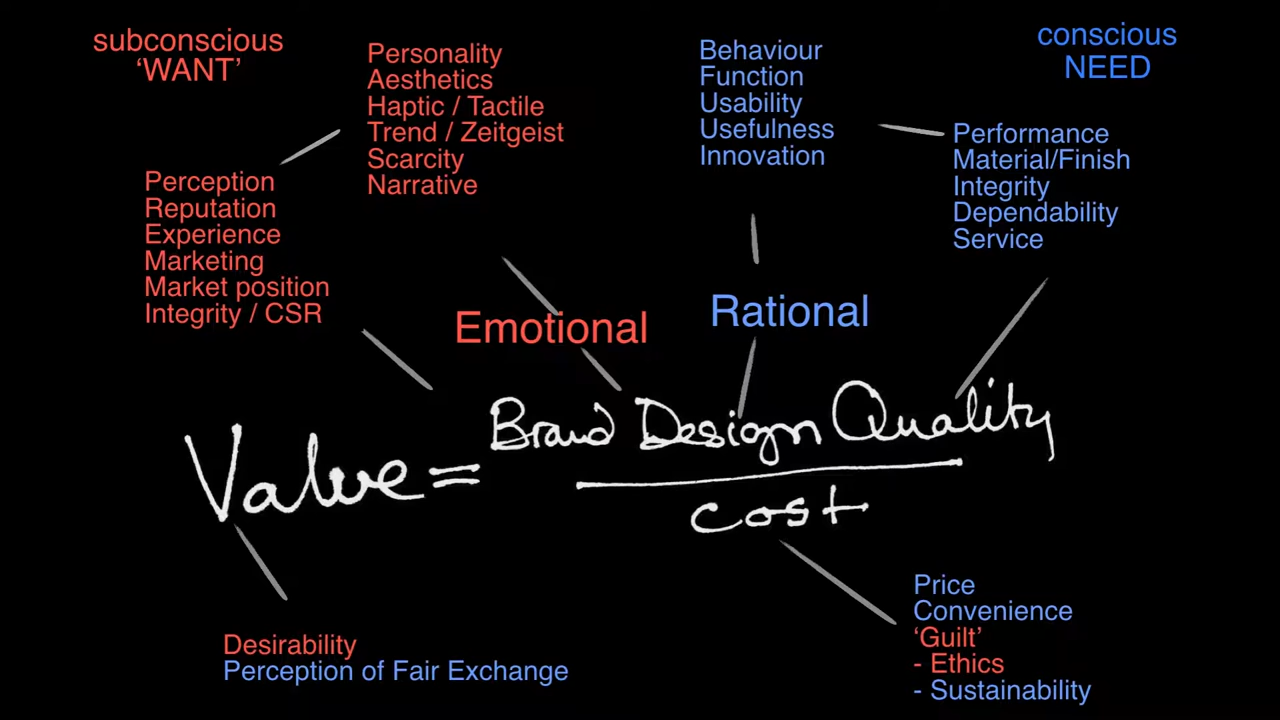 subconscious
‘WANT’
Personality
Aesthetics
Haptic / Tactile
Trend / Zeitgeist
Scarcity
Narrative
Behaviour
Function
Usability
Usefulness
Innovation
conscious
NEED
Perception
Reputation
Experience
Marketing
Market position
Integrity / CSR
Performance
Material/Finish
Integrity
Dependability
Service
Emotional
Rational
Value = Brand Design Quality
cost
Desirability
Perception of Fair Exchange
Price
Convenience
‘Guilt’
- Ethics
- Sustainability